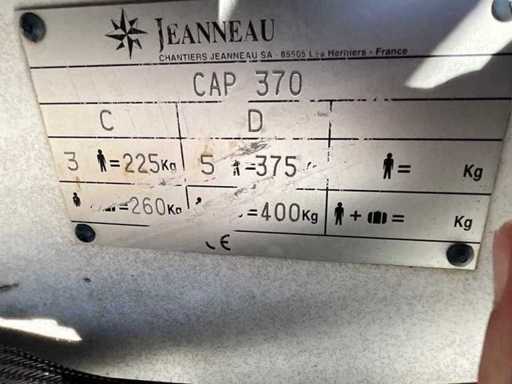 JEANNEAU
CHANTIERS JEANNEAU SA - 85505 Les Herbiers - France
CAP 370
C D
3 =225Kg 5 =375 = Kg
=260Kg =400Kg + = Kg
CE